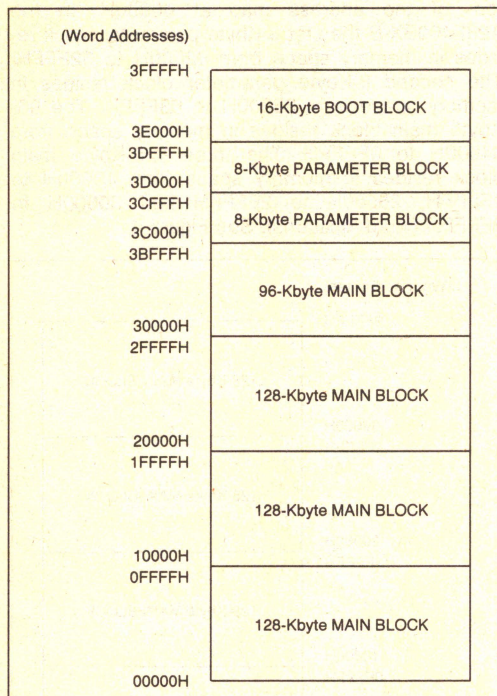 (Word Addresses)
3FFFFH
16-Kbyte BOOT BLOCK
3E000H
3DFFFH
8-Kbyte PARAMETER BLOCK
3D000H
3CFFFH
8-Kbyte PARAMETER BLOCK
3C000H
3BFFFH
96-Kbyte MAIN BLOCK
30000H
2FFFFH
128-Kbyte MAIN BLOCK
20000H
1FFFFH
128-Kbyte MAIN BLOCK
10000H
0FFFFH
128-Kbyte MAIN BLOCK
00000H